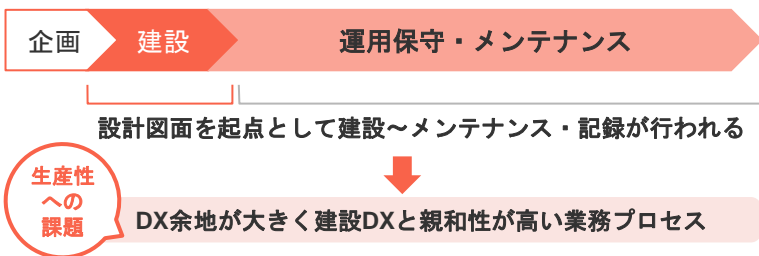 企画
建設
運用保守・メンテナンス
設計図面を起点として建設～メンテナンス・記録が行われる
生産性
への
課題
DX余地が大きく建設DXと親和性が高い業務プロセス